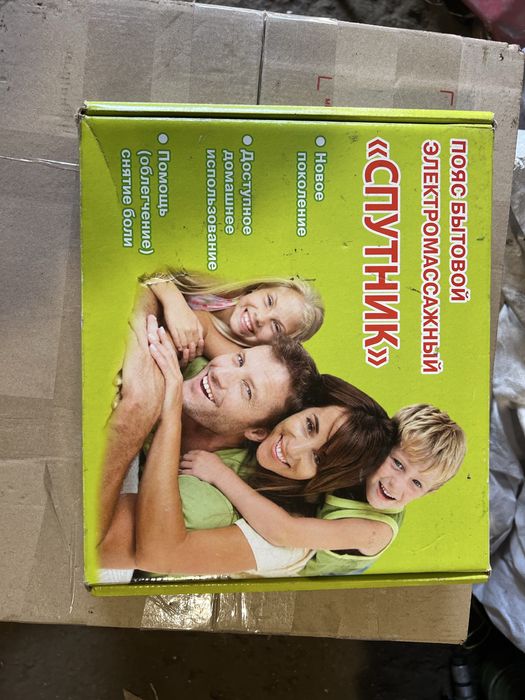 ПОЯС БЫТОВОЙ
ЭЛЕКТРОМАССАЖНЫЙ
«СПУТНИК»
• Новое
поколение
• Доступное
домашнее
использование
• Помощь
(облегчение)
снятие боли